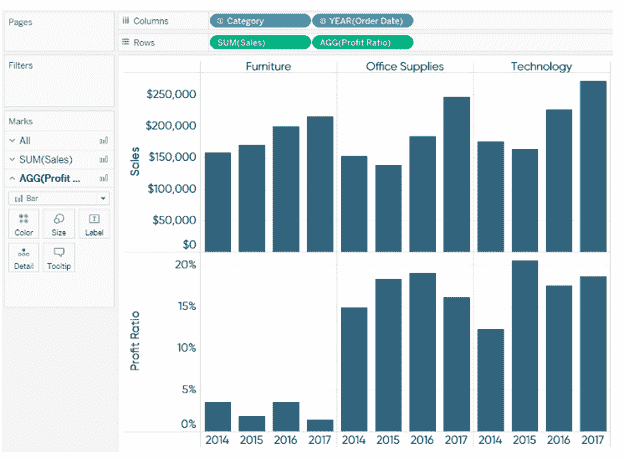 Pages
Columns
Category
YEAR(Order Date)
Rows
SUM(Sales)
AGG(Profit Ratio)
Filters
Marks
All
SUM(Sales)
AGG(Profit ...
Bar
Color
Size
Label
Detail
Tooltip
Furniture
Office Supplies
Technology
Sales
$250,000
$200,000
$150,000
$100,000
$50,000
$0
Profit Ratio
20%
15%
10%
5%
0%
2014 2015 2016 2017 2014 2015 2016 2017 2014 2015 2016 2017